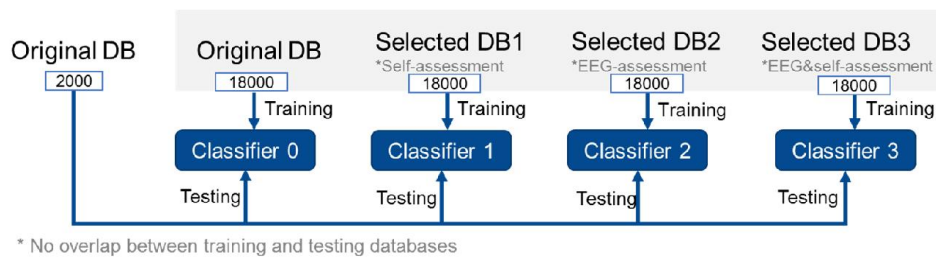 Original DB
2000
Original DB
18000
Training
Classifier 0
Testing
Selected DB1
*Self-assessment
18000
Training
Classifier 1
Testing
Selected DB2
*EEG-assessment
18000
Training
Classifier 2
Testing
Selected DB3
*EEG&self-assessment
18000
Training
Classifier 3
Testing
* No overlap between training and testing databases